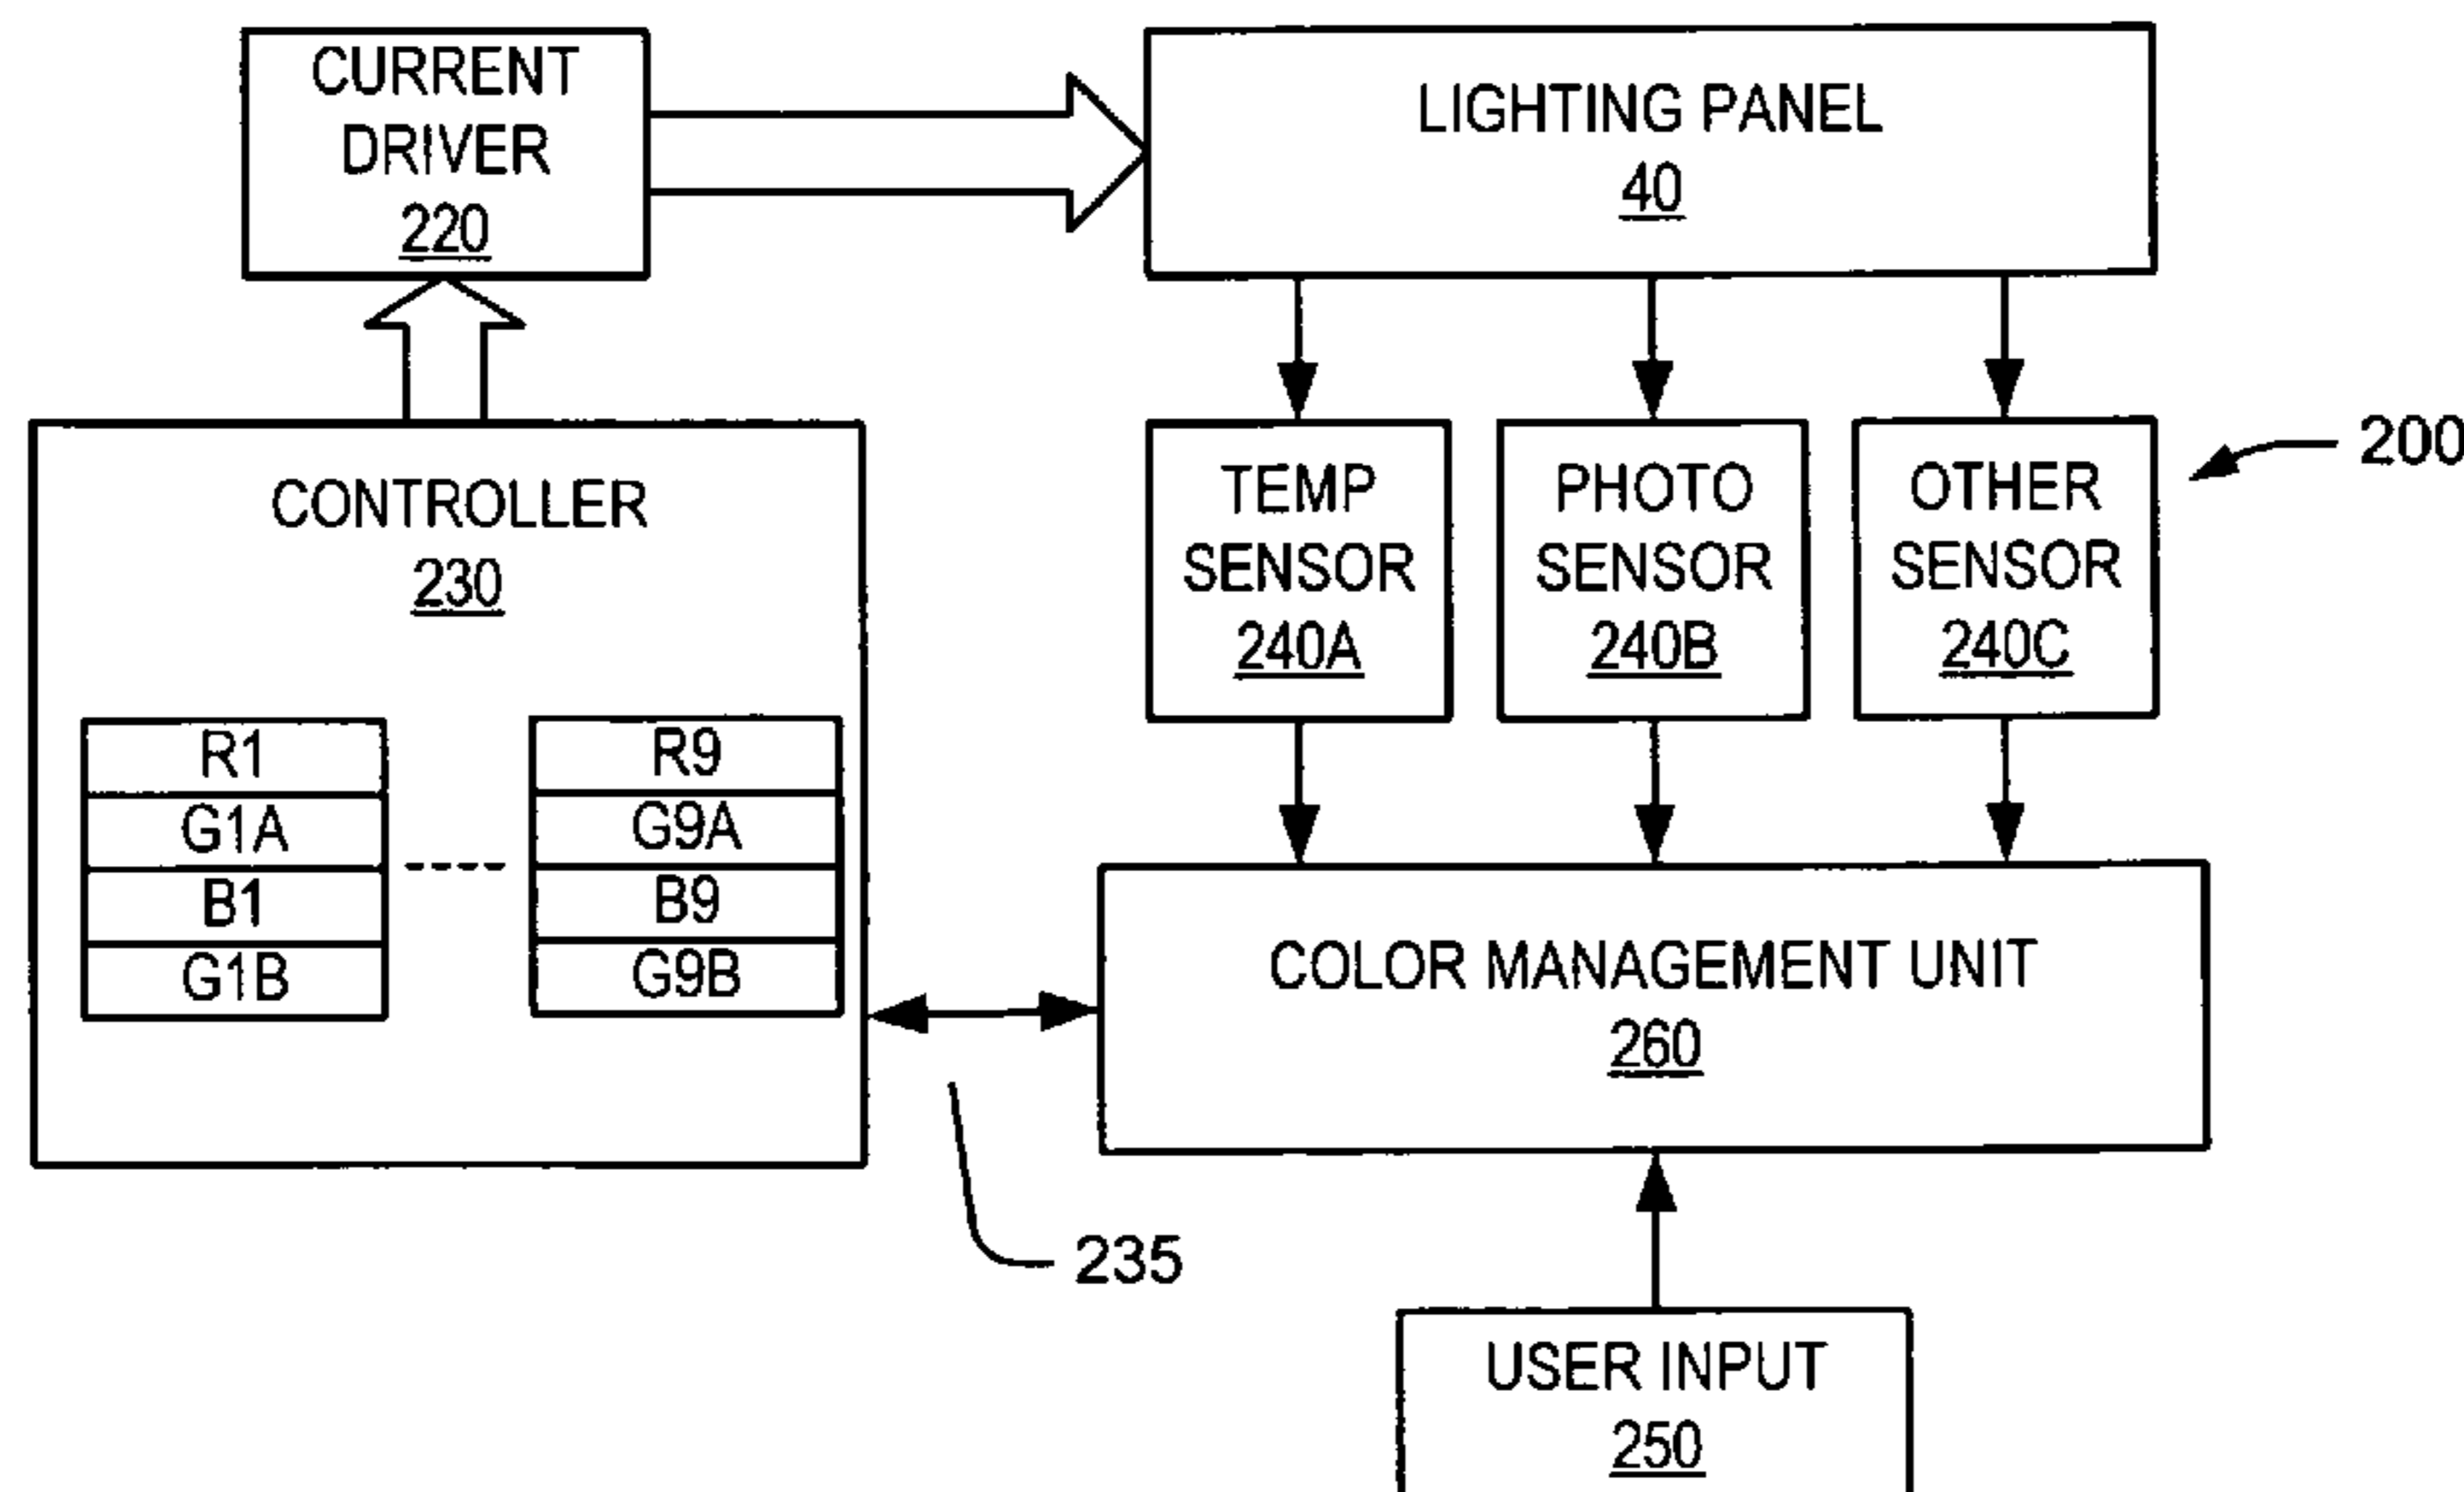 CURRENT
DRIVER
220
LIGHTING PANEL
40
CONTROLLER
230
TEMP
SENSOR
240A
PHOTO
SENSOR
240B
OTHER
SENSOR
240C
200
R1
G1A
B1
G1B
R9
G9A
B9
G9B
COLOR MANAGEMENT UNIT
260
235
USER INPUT
250